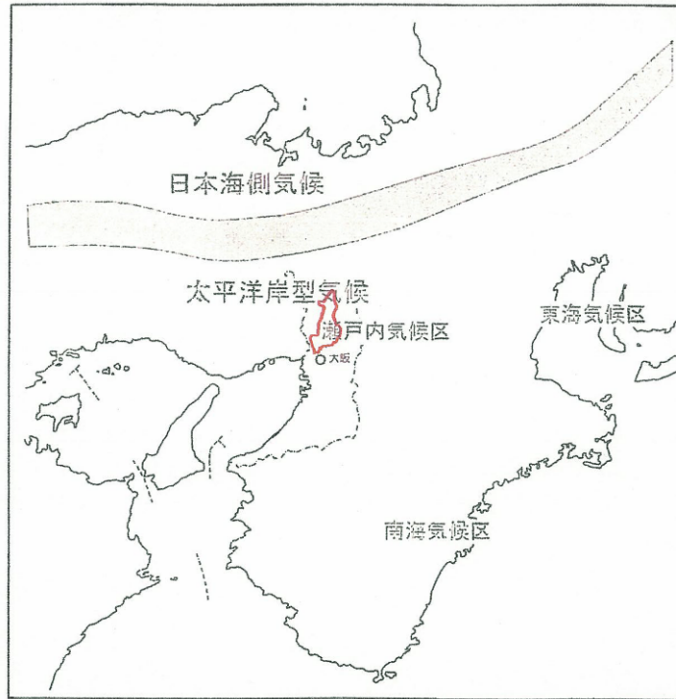 日本海側気候
太平洋岸型気候
瀬戸内気候区
東海気候区
大阪
南海気候区